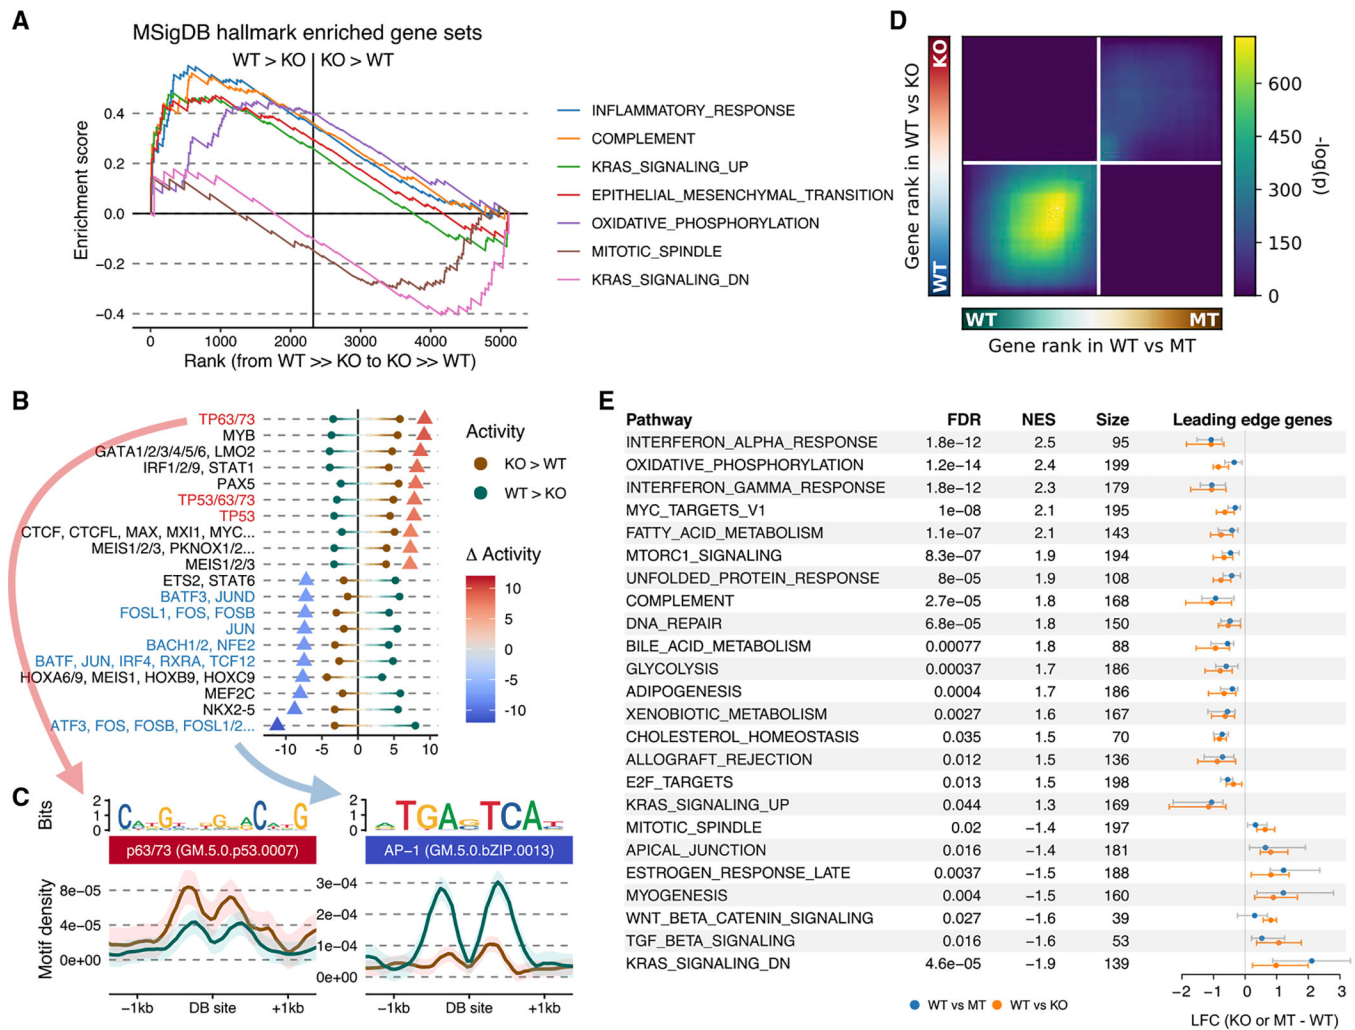 A
MSigDB hallmark enriched gene sets
WT > KO KO > WT
Enrichment score
0.4
0.2
0.0
−0.2
−0.4
0 1000 2000 3000 4000 5000
Rank (from WT >> KO to KO >> WT)
INFLAMMATORY_RESPONSE
COMPLEMENT
KRAS_SIGNALING_UP
EPITHELIAL_MESENCHYMAL_TRANSITION
OXIDATIVE_PHOSPHORYLATION
MITOTIC_SPINDLE
KRAS_SIGNALING_DN
D
Gene rank in WT vs KO
KO
WT
WT MT
Gene rank in WT vs MT
600
450
300
150
0
-log(p)
B
TP63/73
MYB
GATA1/2/3/4/5/6, LMO2
IRF1/2/9, STAT1
PAX5
TP53/63/73
TP53
CTCF, CTCFL, MAX, MXI1, MYC...
MEIS1/2/3, PKNOX1/2...
MEIS1/2/3
ETS2, STAT6
BATF3, JUND
FOSL1, FOS, FOSB
JUN
BACH1/2, NFE2
BATF, JUN, IRF4, RXRA, TCF12
HOXA6/9, MEIS1, HOXB9, HOXC9
MEF2C
NKX2-5
ATF3, FOS, FOSB, FOSL1/2...
−10 −5 0 5 10
Activity
KO > WT
WT > KO
Δ Activity
10
5
0
−5
−10
C
Bits
2
1
0
p63/73 (GM.5.0.p53.0007)
Motif density
8e−05
4e−05
0e+00
−1kb DB site +1kb
2
1
0
TGA TCA
AP−1 (GM.5.0.bZIP.0013)
3e−04
2e−04
1e−04
0e+00
−1kb DB site +1kb
E
Pathway FDR NES Size Leading edge genes
INTERFERON_ALPHA_RESPONSE 1.8e−12 2.5 95
OXIDATIVE_PHOSPHORYLATION 1.2e−14 2.4 199
INTERFERON_GAMMA_RESPONSE 1.8e−12 2.3 179
MYC_TARGETS_V1 1e−08 2.1 195
FATTY_ACID_METABOLISM 1.1e−07 2.1 143
MTORC1_SIGNALING 8.3e−07 1.9 194
UNFOLDED_PROTEIN_RESPONSE 8e−05 1.9 108
COMPLEMENT 2.7e−05 1.8 168
DNA_REPAIR 6.8e−05 1.8 150
BILE_ACID_METABOLISM 0.00077 1.8 88
GLYCOLYSIS 0.00037 1.7 186
ADIPOGENESIS 0.0004 1.7 186
XENOBIOTIC_METABOLISM 0.0027 1.6 167
CHOLESTEROL_HOMEOSTASIS 0.035 1.5 70
ALLOGRAFT_REJECTION 0.012 1.5 136
E2F_TARGETS 0.013 1.5 198
KRAS_SIGNALING_UP 0.044 1.3 169
MITOTIC_SPINDLE 0.02 −1.4 197
APICAL_JUNCTION 0.016 −1.4 181
ESTROGEN_RESPONSE_LATE 0.0037 −1.5 188
MYOGENESIS 0.004 −1.5 160
WNT_BETA_CATENIN_SIGNALING 0.027 −1.6 39
TGF_BETA_SIGNALING 0.016 −1.6 53
KRAS_SIGNALING_DN 4.6e−05 −1.9 139
−2 −1 0 1 2 3
WT vs MT WT vs KO
LFC (KO or MT - WT)